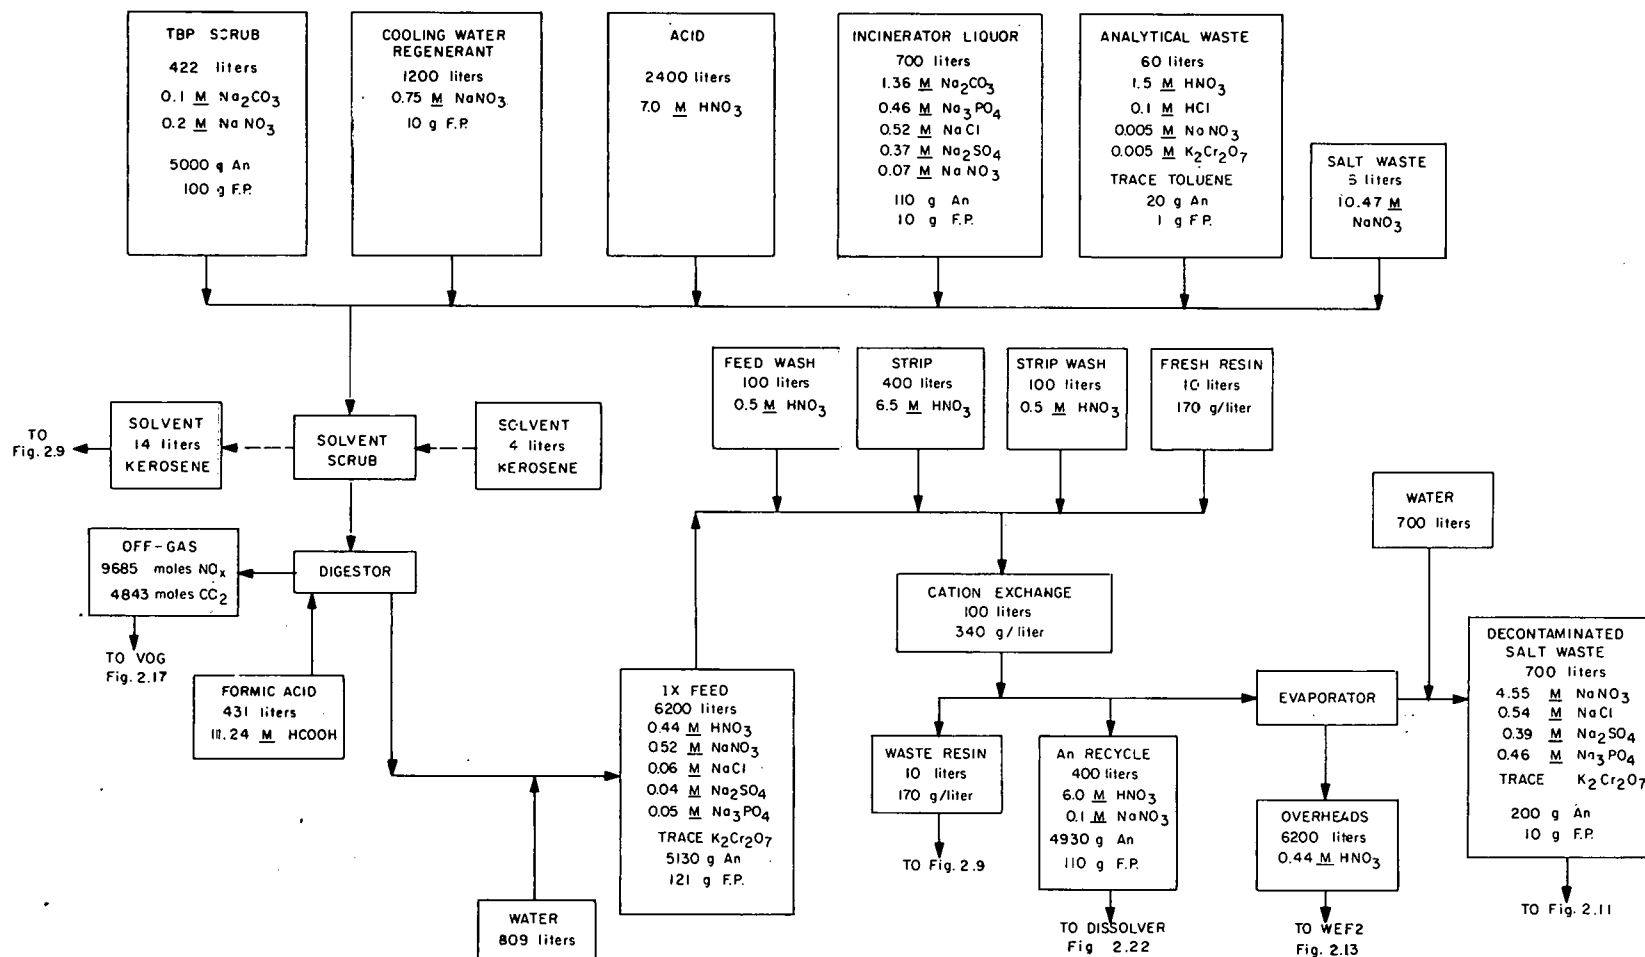 TBP SCRUB
422 liters
0.1 M Na2CO3
0.2 M NaNO3
5000 g An
100 g F.P.
COOLING WATER
REGENERANT
1200 liters
0.75 M NaNO3
10 g F.P.
ACID
2400 liters
7.0 M HNO3
INCINERATOR LIQUOR
700 liters
1.36 M Na2CO3
0.46 M Na3PO4
0.52 M NaCl
0.37 M Na2SO4
0.07 M NaNO3
110 g An
10 g F.P.
ANALYTICAL WASTE
60 liters
1.5 M HNO3
0.1 M HCl
0.005 M NaNO3
0.005 M K2Cr2O7
TRACE TOLUENE
20 g An
1 g F.P.
SALT WASTE
5 liters
10.47 M
NaNO3
FEED WASH
100 liters
0.5 M HNO3
STRIP
400 liters
6.5 M HNO3
STRIP WASH
100 liters
0.5 M HNO3
FRESH RESIN
10 liters
170 g/liter
TO
Fig. 2.9
SOLVENT
14 liters
KEROSENE
SOLVENT
SCRUB
SOLVENT
4 liters
KEROSENE
WATER
700 liters
OFF-GAS
9685 moles NOx
4843 moles CO2
DIGESTOR
TO VOG
Fig. 2.17
FORMIC ACID
431 liters
11.24 M HCOOH
CATION EXCHANGE
100 liters
340 g/liter
1X FEED
6200 liters
0.44 M HNO3
0.52 M NaNO3
0.06 M NaCl
0.04 M Na2SO4
0.05 M Na3PO4
TRACE K2Cr2O7
5130 g An
121 g F.P.
WATER
809 liters
EVAPORATOR
DECONTAMINATED
SALT WASTE
700 liters
4.55 M NaNO3
0.54 M NaCl
0.39 M Na2SO4
0.46 M Na3PO4
TRACE K2Cr2O7
200 g An
10 g F.P.
WASTE RESIN
10 liters
170 g/liter
TO Fig. 2.9
An RECYCLE
400 liters
6.0 M HNO3
0.1 M NaNO3
4930 g An
110 g F.P.
TO DISSOLVER
Fig 2.22
OVERHEADS
6200 liters
0.44 M HNO3
TO WEF2
Fig. 2.13
TO Fig. 2.11